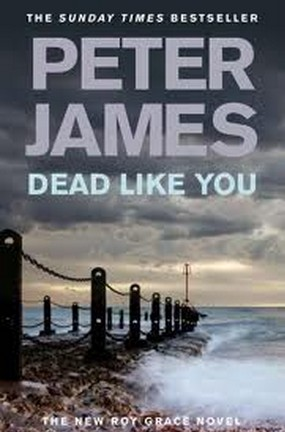 THE SUNDAY TIMES BESTSELLER
PETER
JAMES
DEAD LIKE YOU
THE NEW ROY GRACE NOVEL